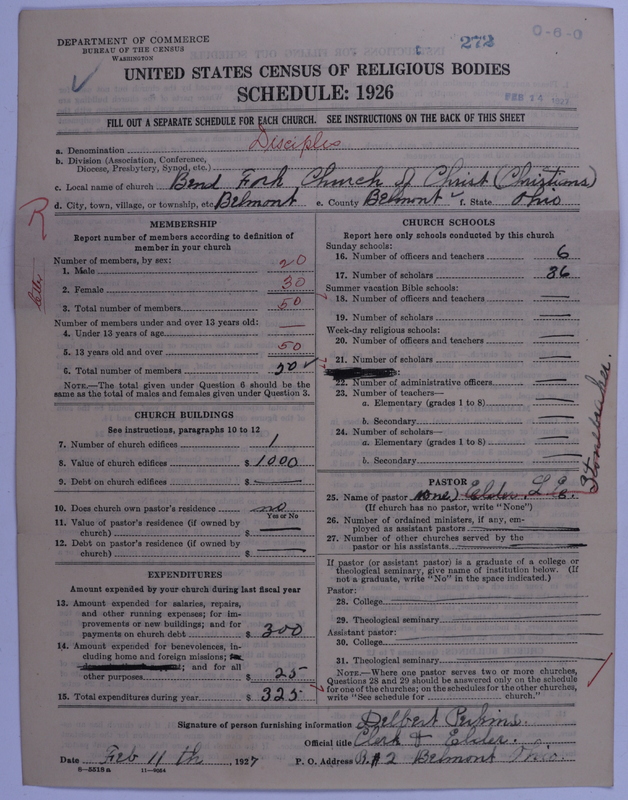 272
0-6-0
DEPARTMENT OF COMMERCE
BUREAU OF THE CENSUS
WASHINGTON
UNITED STATES CENSUS OF RELIGIOUS BODIES
SCHEDULE: 1926
FEB 14 1927
FILL OUT A SEPARATE SCHEDULE FOR EACH CHURCH. SEE INSTRUCTIONS ON THE BACK OF THIS SHEET
a. Denomination Disciples
b. Division (Association, Conference,
Diocese, Presbytery, Synod, etc.)
c. Local name of church Bend Fork Church of Christ (Christians)
d. City, town, village, or township, etc. Belmont e. County Belmont f. State Ohio
MEMBERSHIP
Report number of members according to definition of
member in your church
Number of members, by sex:
1. Male 20
2. Female 30
3. Total number of members 50
Number of members under and over 13 years old:
4. Under 13 years of age —
5. 13 years old and over 50
6. Total number of members 50 ✓
NOTE.—The total given under Question 6 should be
same as the total of males and females given under Question 3.
CHURCH BUILDINGS
See instructions, paragraphs 10 to 12
7. Number of church edifices 1
8. Value of church edifices $ 1000
9. Debt on church edifices $ —
10. Does church own pastor's residence no
Yes or No
11. Value of pastor's residence (if owned by
church) $ —
12. Debt on pastor's residence (if owned by
church) $ —
EXPENDITURES
Amount expended by your church during last fiscal year
13. Amount expended for salaries, repairs,
and other running expenses; for im-
provements or new buildings; and for
payments on church debt $ 300
14. Amount expended for benevolences, in-
cluding home and foreign missions;
and for all
other purposes $ 25
15. Total expenditures during year $ 325
CHURCH SCHOOLS
Report here only schools conducted by this church
Sunday schools:
16. Number of officers and teachers 6
17. Number of scholars 36
Summer vacation Bible schools:
18. Number of officers and teachers —
19. Number of scholars —
Week-day religious schools:
20. Number of officers and teachers —
21. Number of scholars —
22. Number of administrative officers —
23. Number of teachers—
a. Elementary (grades 1 to 8) —
b. Secondary —
24. Number of scholars—
a. Elementary (grades 1 to 8) —
b. Secondary —
PASTOR
25. Name of pastor none) Elder. L. E. Stonebraker.
(If church has no pastor, write "None")
26. Number of ordained ministers, if any, em-
ployed as assistant pastors
27. Number of other churches served by the
pastor or his assistants
If pastor (or assistant pastor) is a graduate of a college or
theological seminary, give name of institution below. (If
not a graduate, write "No" in the space indicated.)
Pastor:
28. College
29. Theological seminary
Assistant pastor:
30. College
31. Theological seminary
NOTE.—Where one pastor serves two or more churches,
Questions 28 and 29 should be answered only on the schedule
for one of the churches; on the schedules for the other churches,
write "See schedule for church."
Signature of person furnishing information Delbert Perkins.
Official title Clerk & Elder.
Date Feb 11 th, 1927 P. O. Address R. #2 Belmont Ohio.
8—5518 a 11—9064